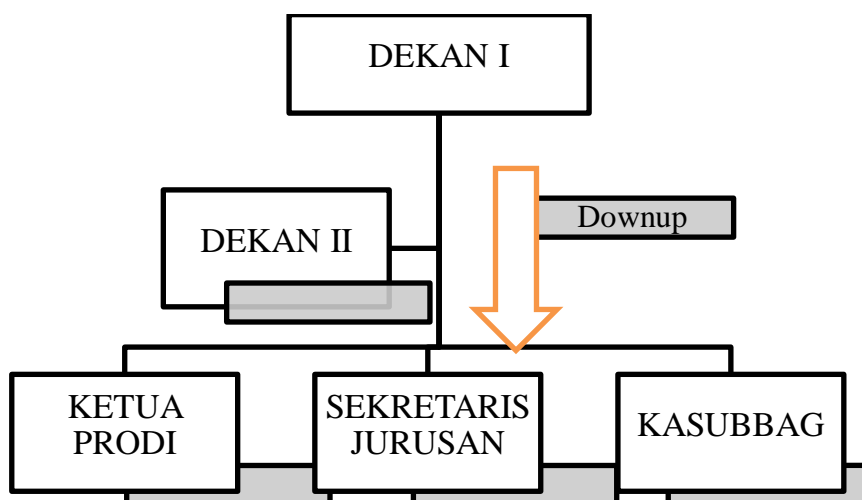 DEKAN I
Downup
DEKAN II
KETUA
PRODI
SEKRETARIS
JURUSAN
KASUBBAG